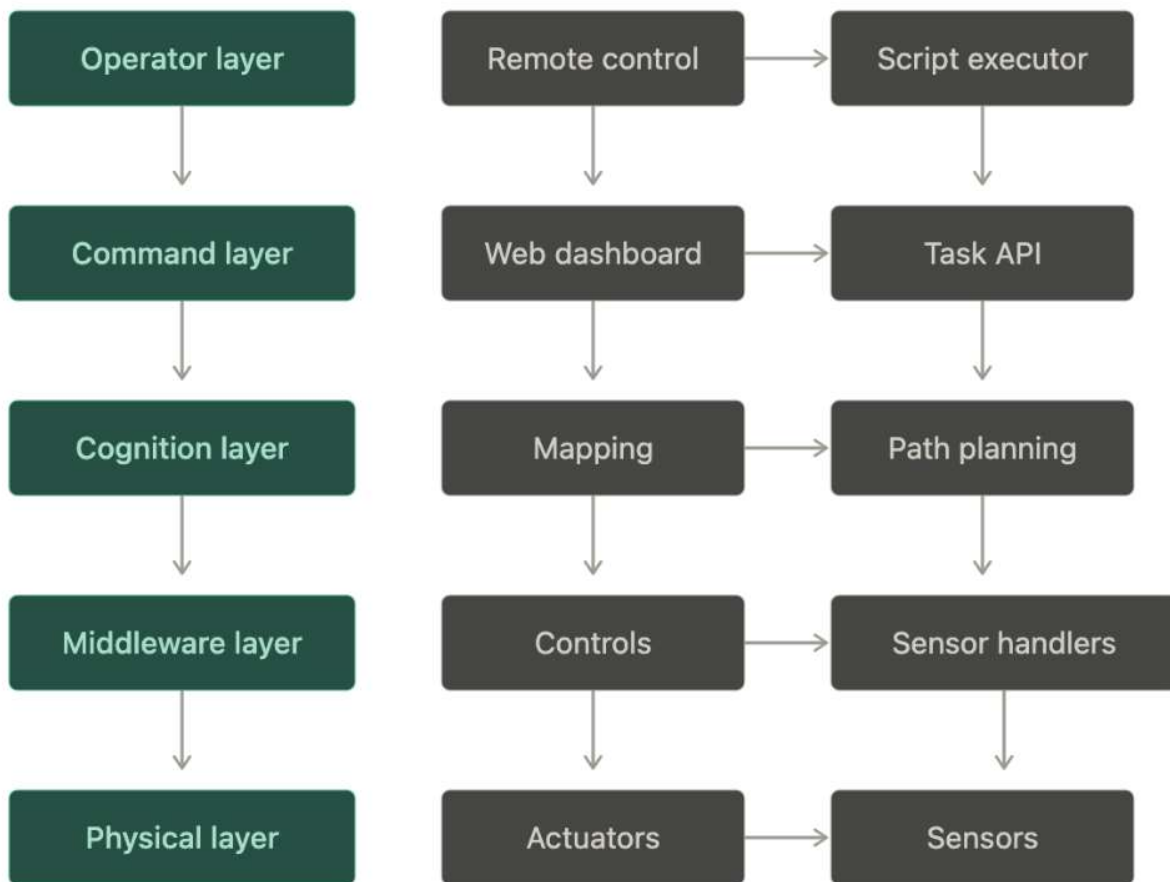 Operator layer
Remote control
Script executor
Command layer
Web dashboard
Task API
Cognition layer
Mapping
Path planning
Middleware layer
Controls
Sensor handlers
Physical layer
Actuators
Sensors